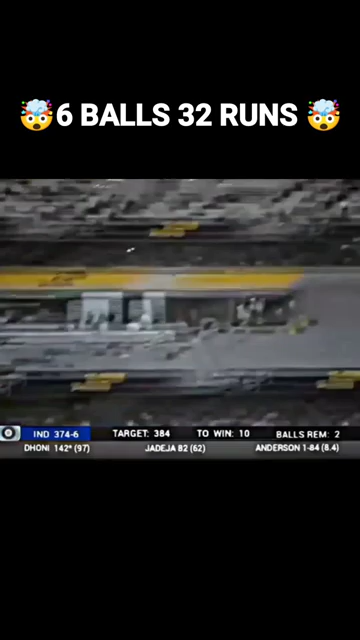 🤯6 BALLS 32 RUNS 🤯
IND 374-6 TARGET: 384 TO WIN: 10 BALLS REM: 2
DHONI 142* (97) JADEJA 82 (62) ANDERSON 1-84 (8.4)